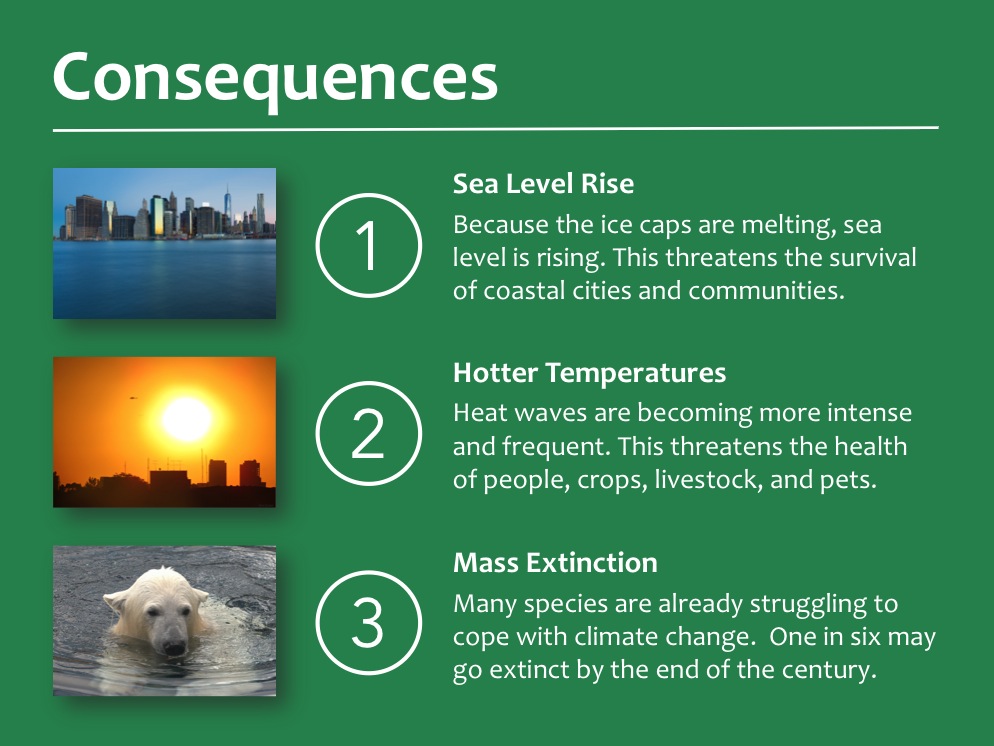 Consequences
1
Sea Level Rise
Because the ice caps are melting, sea
level is rising. This threatens the survival
of coastal cities and communities.
2
Hotter Temperatures
Heat waves are becoming more intense
and frequent. This threatens the health
of people, crops, livestock, and pets.
3
Mass Extinction
Many species are already struggling to
cope with climate change.  One in six may
go extinct by the end of the century.